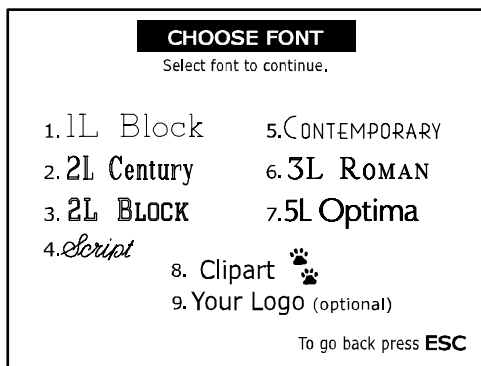 CHOOSE FONT
Select font to continue.
1. 1L Block
2. 2L Century
3. 2L BLOCK
4. Script
5. CONTEMPORARY
6. 3L ROMAN
7. 5L Optima
8. Clipart
9. Your Logo (optional)
To go back press ESC